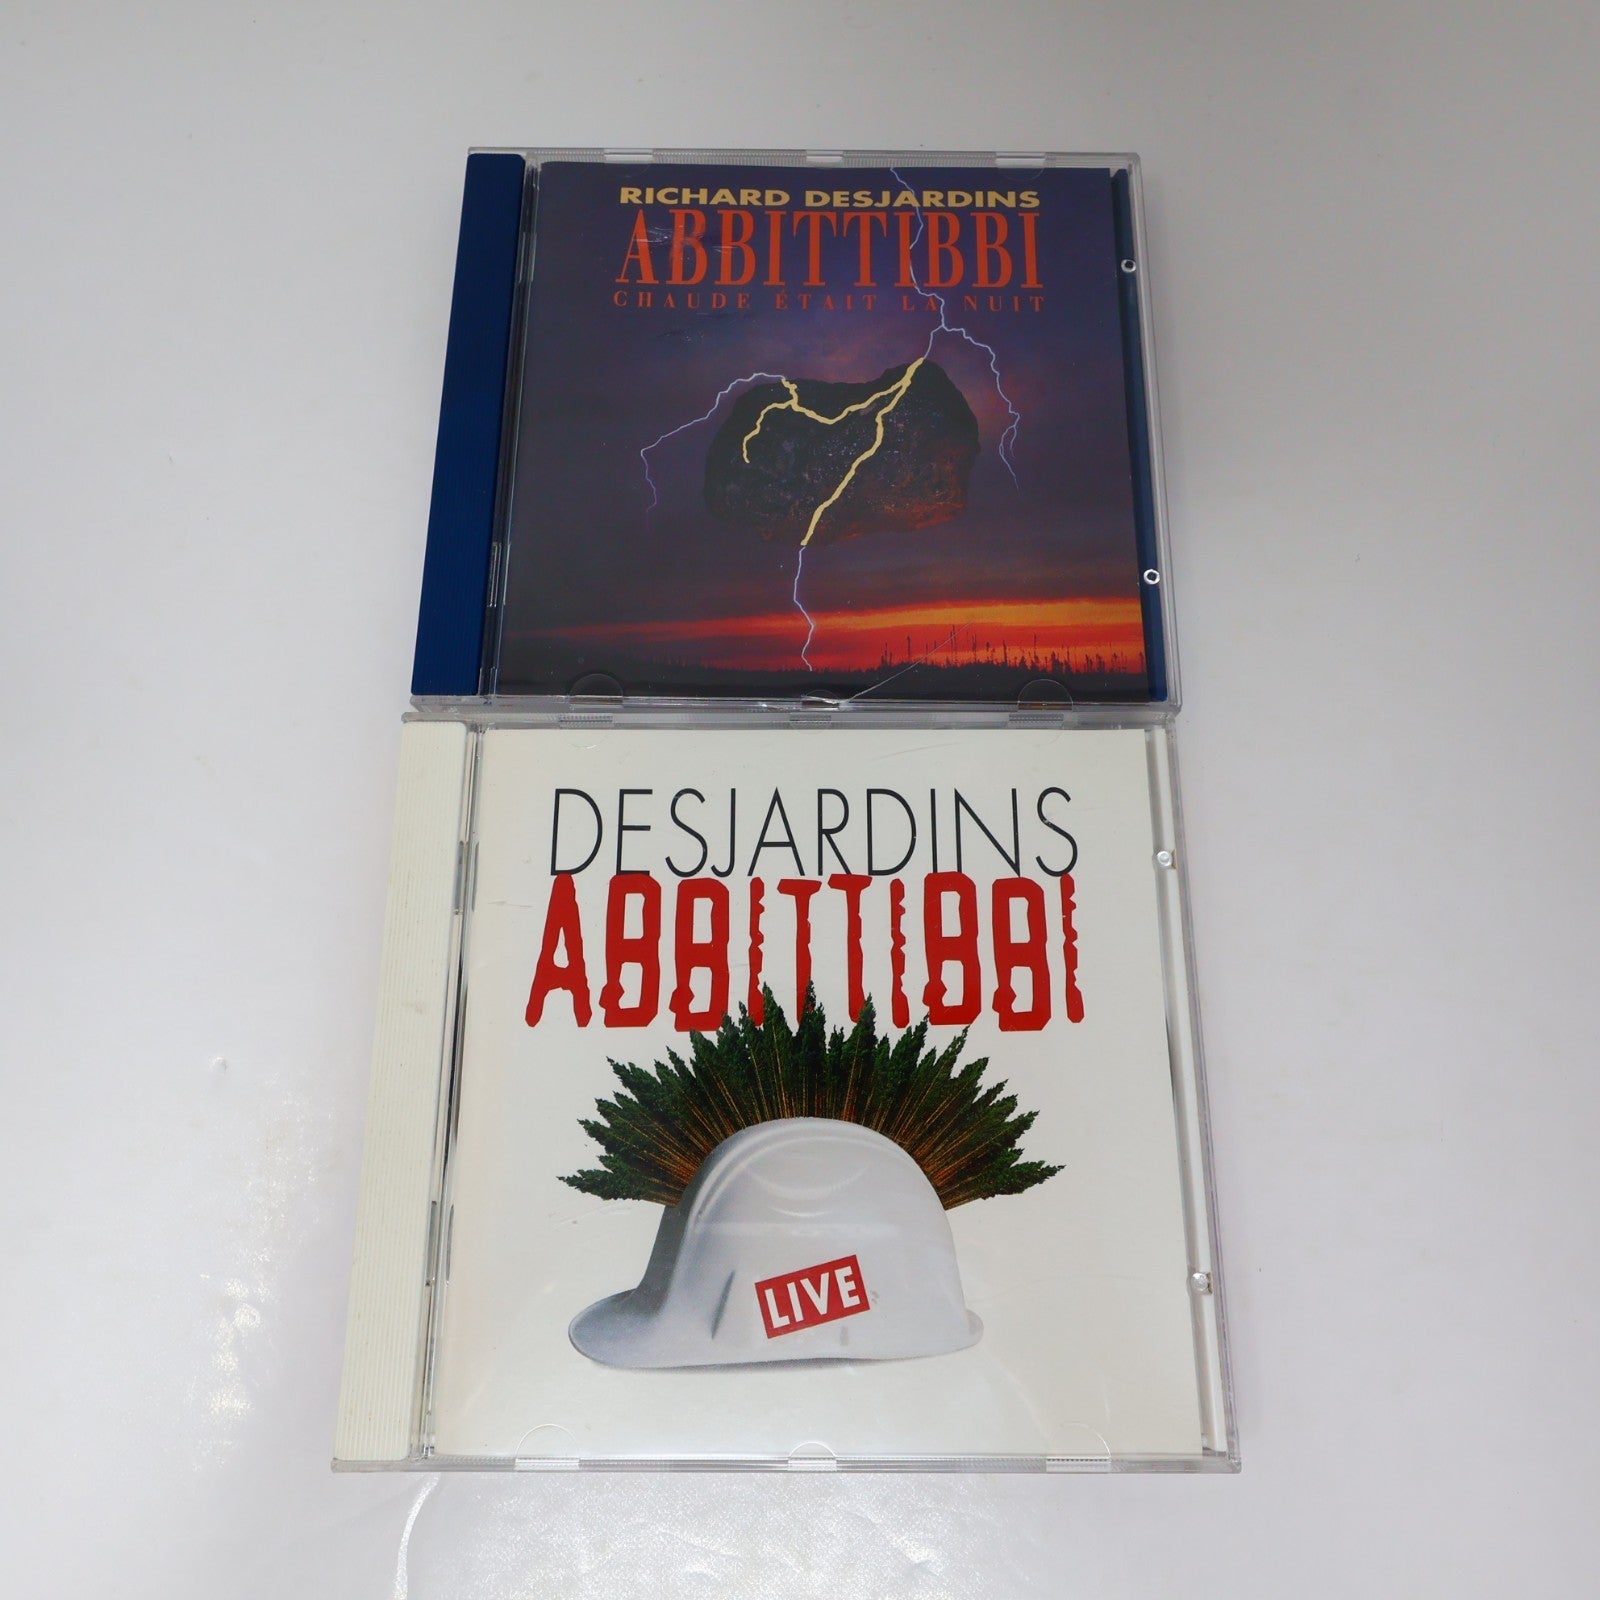 RICHARD DESJARDINS
ABBITTIBBI
CHAUDE ÉTAIT LA NUIT
DESJARDINS
ABBITTIBBI
LIVE